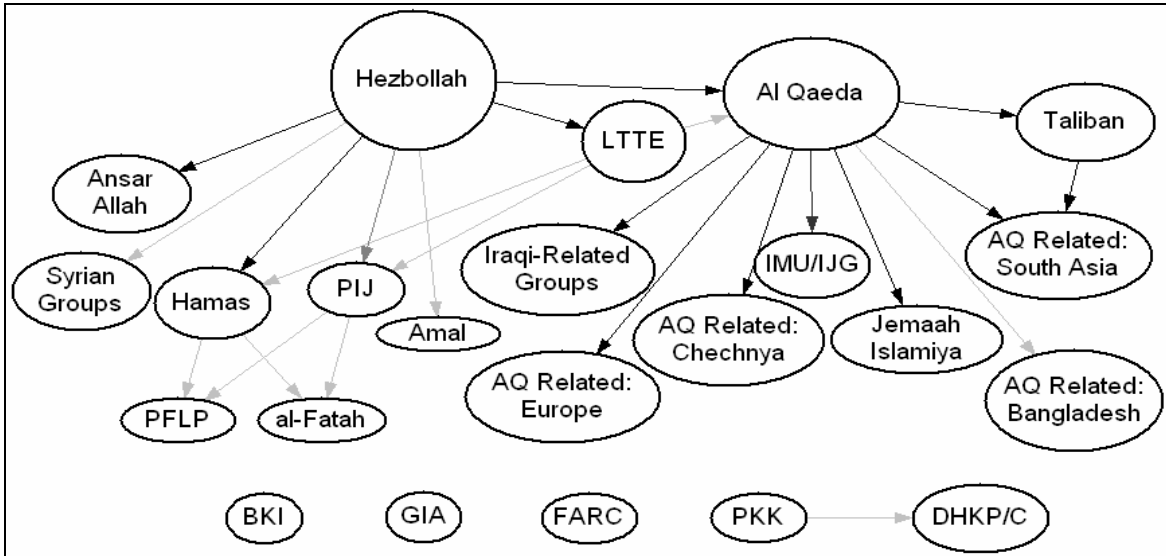 Hezbollah
Al Qaeda
LTTE
Taliban
Ansar
Allah
Syrian
Groups
Hamas
PIJ
Amal
Iraqi-Related
Groups
IMU/IJG
AQ Related:
South Asia
AQ Related:
Chechnya
Jemaah
Islamiya
AQ Related:
Europe
AQ Related:
Bangladesh
PFLP
al-Fatah
BKI
GIA
FARC
PKK
DHKP/C